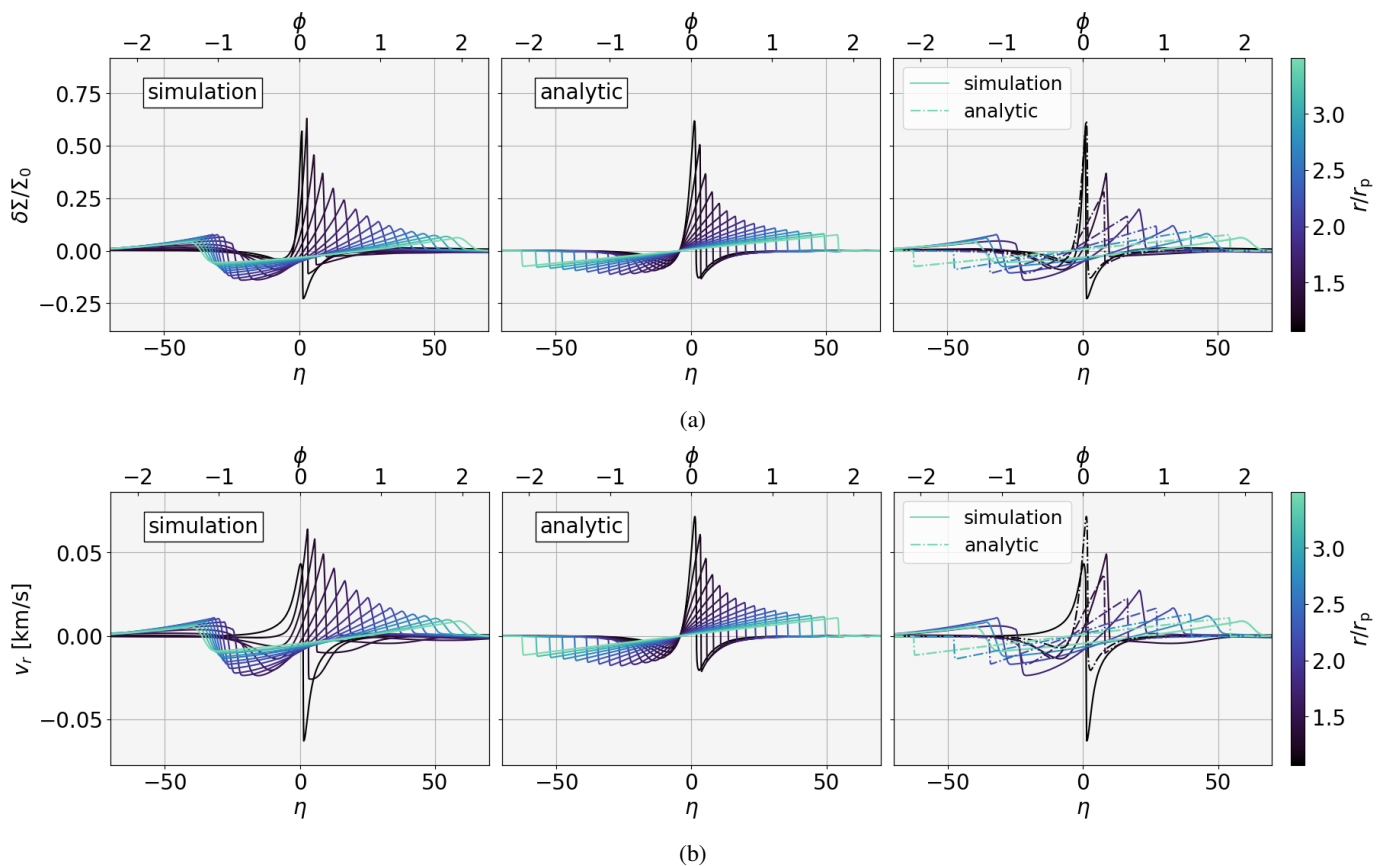 ϕ ϕ ϕ
−2 −1 0 1 2 −2 −1 0 1 2 −2 −1 0 1 2
simulation analytic simulation
analytic
δΣ/Σ₀
0.75
0.50
0.25
0.00
−0.25
r/rₚ
3.0
2.5
2.0
1.5
−50 0 50 −50 0 50 −50 0 50
η η η
(a)
ϕ ϕ ϕ
−2 −1 0 1 2 −2 −1 0 1 2 −2 −1 0 1 2
simulation analytic simulation
analytic
vᵣ [km/s]
0.05
0.00
−0.05
r/rₚ
3.0
2.5
2.0
1.5
−50 0 50 −50 0 50 −50 0 50
η η η
(b)